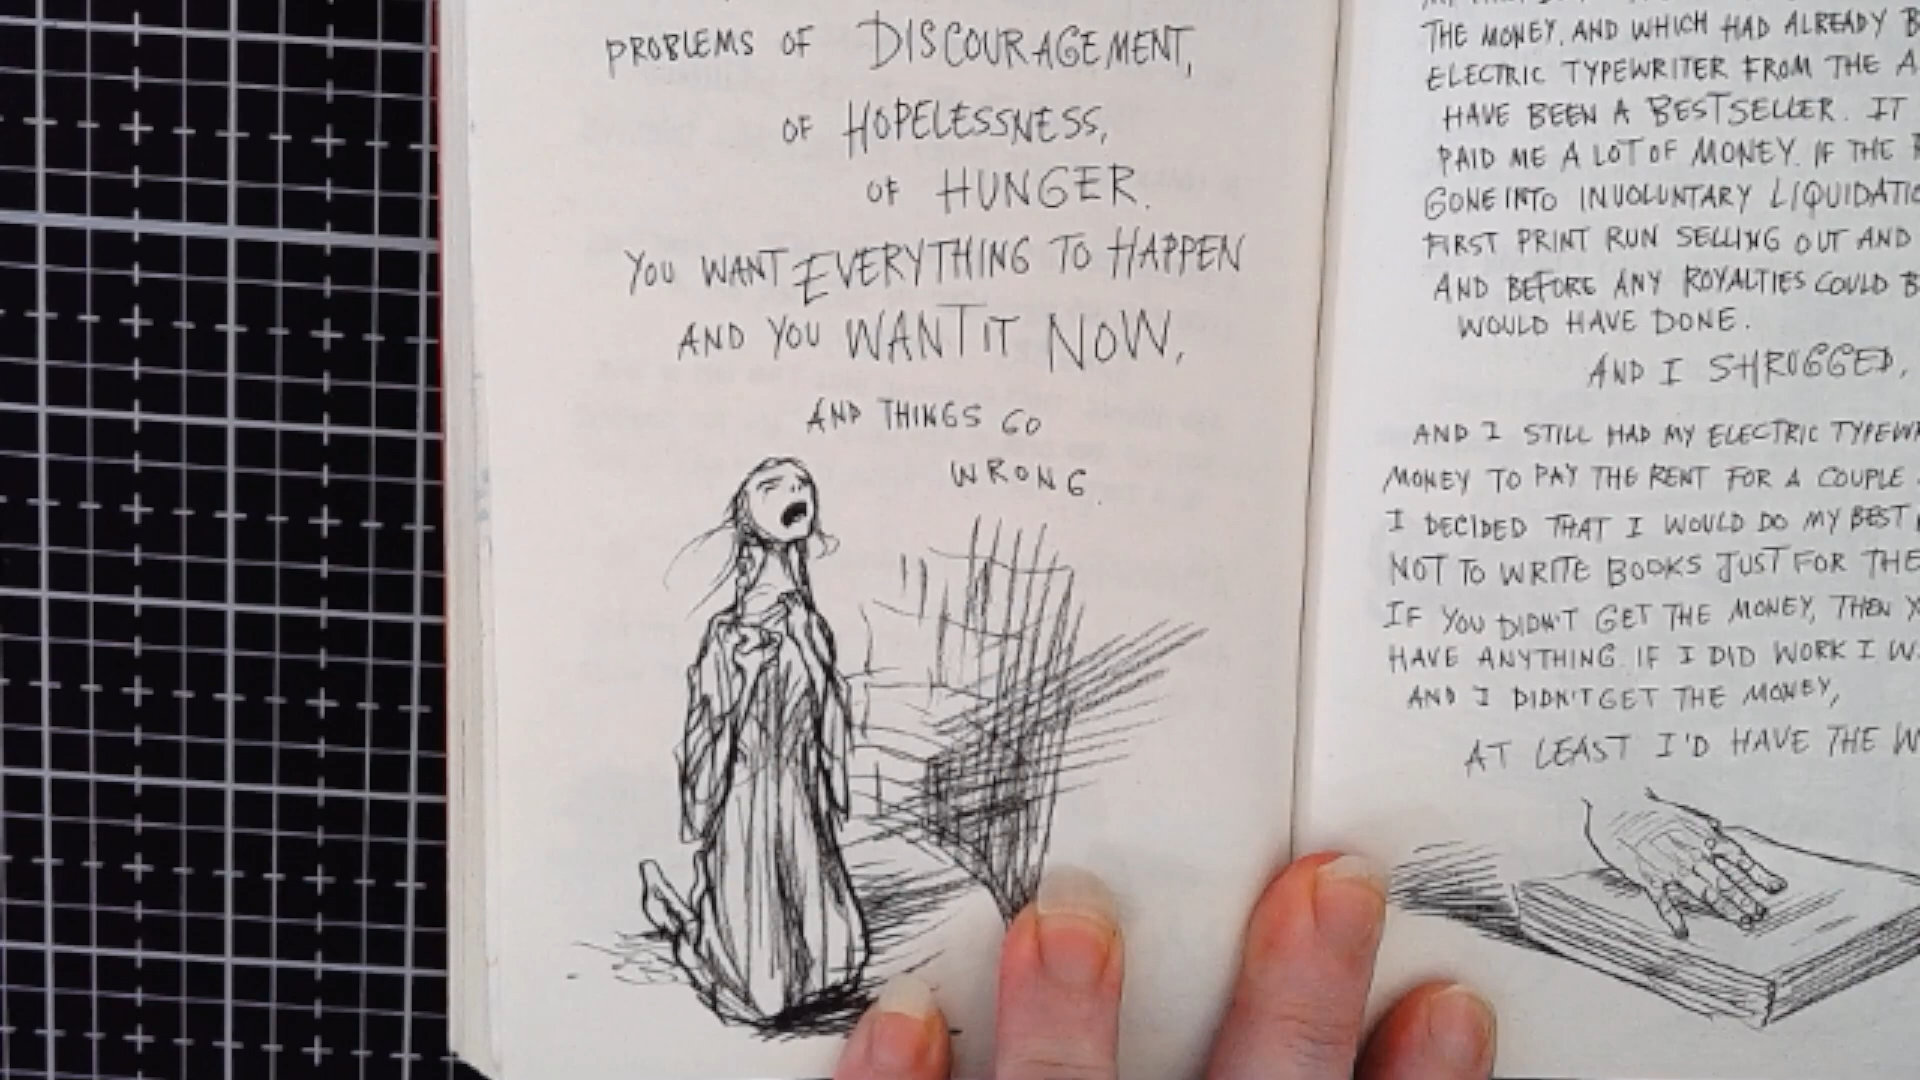 PROBLEMS OF DISCOURAGEMENT,
OF HOPELESSNESS,
OF HUNGER.
YOU WANT EVERYTHING TO HAPPEN
AND YOU WANT IT NOW,
AND THINGS GO
WRONG.
THE MONEY, AND WHICH HAD ALREADY
ELECTRIC TYPEWRITER FROM THE
HAVE BEEN A BESTSELLER. IT
PAID ME A LOT OF MONEY. IF THE
GONE INTO INVOLUNTARY
FIRST PRINT RUN SELLING OUT AND
AND BEFORE ANY ROYALTIES COULD
WOULD HAVE DONE.
AND I SHRUGGED,
AND I STILL HAD MY ELECTRIC
MONEY TO PAY THE RENT FOR A COUPLE
I DECIDED THAT I WOULD DO MY BEST
NOT TO WRITE BOOKS JUST FOR THE
IF YOU DIDN'T GET THE MONEY, THEN
HAVE ANYTHING. IF I DID WORK I
AND I DIDN'T GET THE MONEY,
AT LEAST I'D HAVE THE